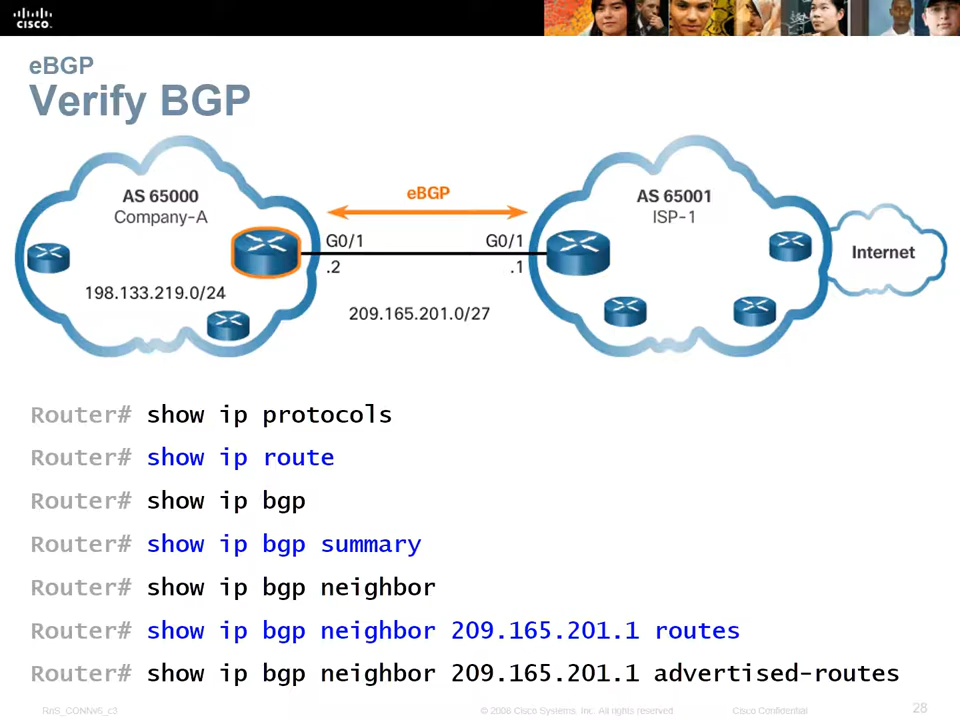 CISCO
eBGP
Verify BGP
AS 65000
Company-A
eBGP
AS 65001
ISP-1
G0/1
G0/1
Internet
.2
.1
198.133.219.0/24
209.165.201.0/27
Router# show ip protocols
Router# show ip route
Router# show ip bgp
Router# show ip bgp summary
Router# show ip bgp neighbor
Router# show ip bgp neighbor 209.165.201.1 routes
Router# show ip bgp neighbor 209.165.201.1 advertised-routes
RnS_CONNv5_c3
© 2008 Cisco Systems, Inc. All rights reserved
Cisco Confidential
28